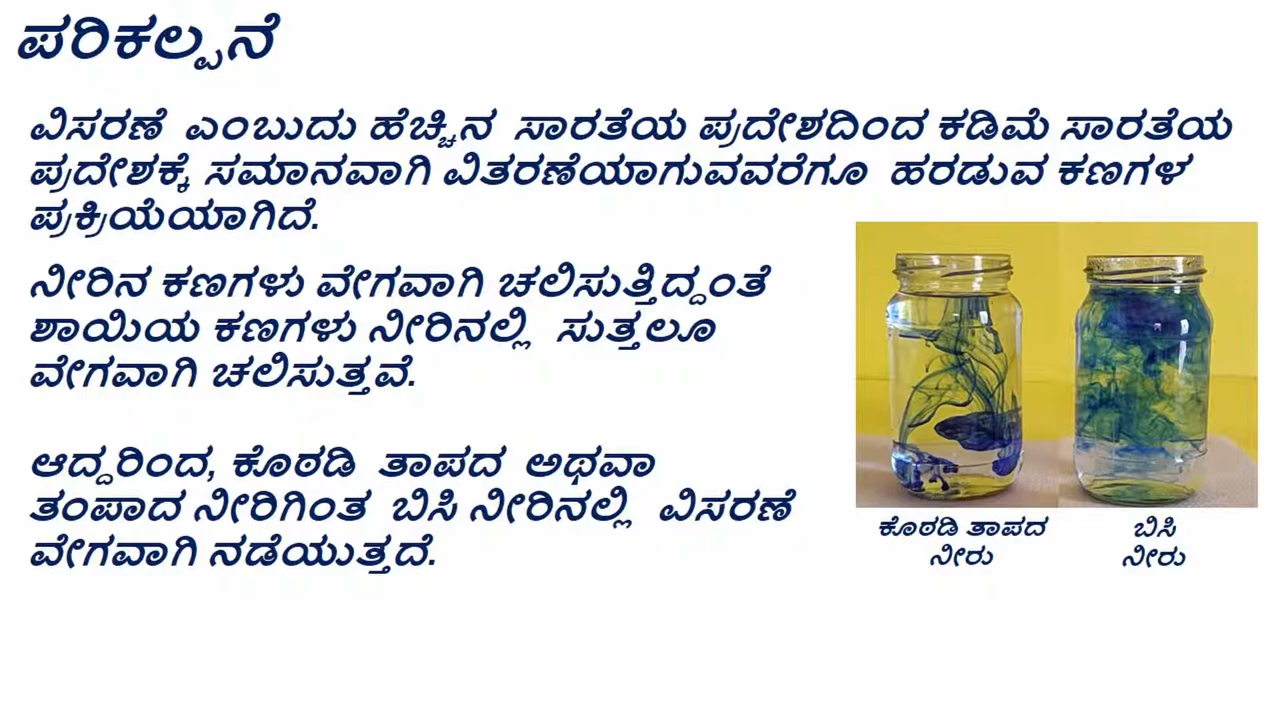 ಪರಿಕಲ್ಪನೆ
ವಿಸರಣೆ ಎಂಬುದು ಹೆಚ್ಚಿನ ಸಾರತೆಯ ಪ್ರದೇಶದಿಂದ ಕಡಿಮೆ ಸಾರತೆಯ
ಪ್ರದೇಶಕ್ಕೆ ಸಮಾನವಾಗಿ ವಿತರಣೆಯಾಗುವವರೆಗೂ ಹರಡುವ ಕಣಗಳ
ಪ್ರಕ್ರಿಯೆಯಾಗಿದೆ.
ನೀರಿನ ಕಣಗಳು ವೇಗವಾಗಿ ಚಲಿಸುತ್ತಿದ್ದಂತೆ
ಶಾಯಿಯ ಕಣಗಳು ನೀರಿನಲ್ಲಿ ಸುತ್ತಲೂ
ವೇಗವಾಗಿ ಚಲಿಸುತ್ತವೆ.
ಆದ್ದರಿಂದ, ಕೊಠಡಿ ತಾಪದ ಅಥವಾ
ತಂಪಾದ ನೀರಿಗಿಂತ ಬಿಸಿ ನೀರಿನಲ್ಲಿ ವಿಸರಣೆ
ವೇಗವಾಗಿ ನಡೆಯುತ್ತದೆ.
ಕೊಠಡಿ ತಾಪದ
ನೀರು
ಬಿಸಿ
ನೀರು